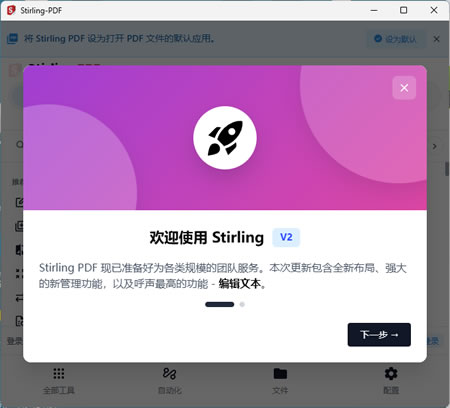 Stirling-PDF
将 Stirling PDF 设为打开 PDF 文件的默认应用。
设为默认
欢迎使用 Stirling V2
Stirling PDF 现已准备好为各类规模的团队服务。本次更新包含全新布局、强大
的新管理功能，以及呼声最高的功能 - 编辑文本。
下一步 →
全部工具
自动化
文件
配置